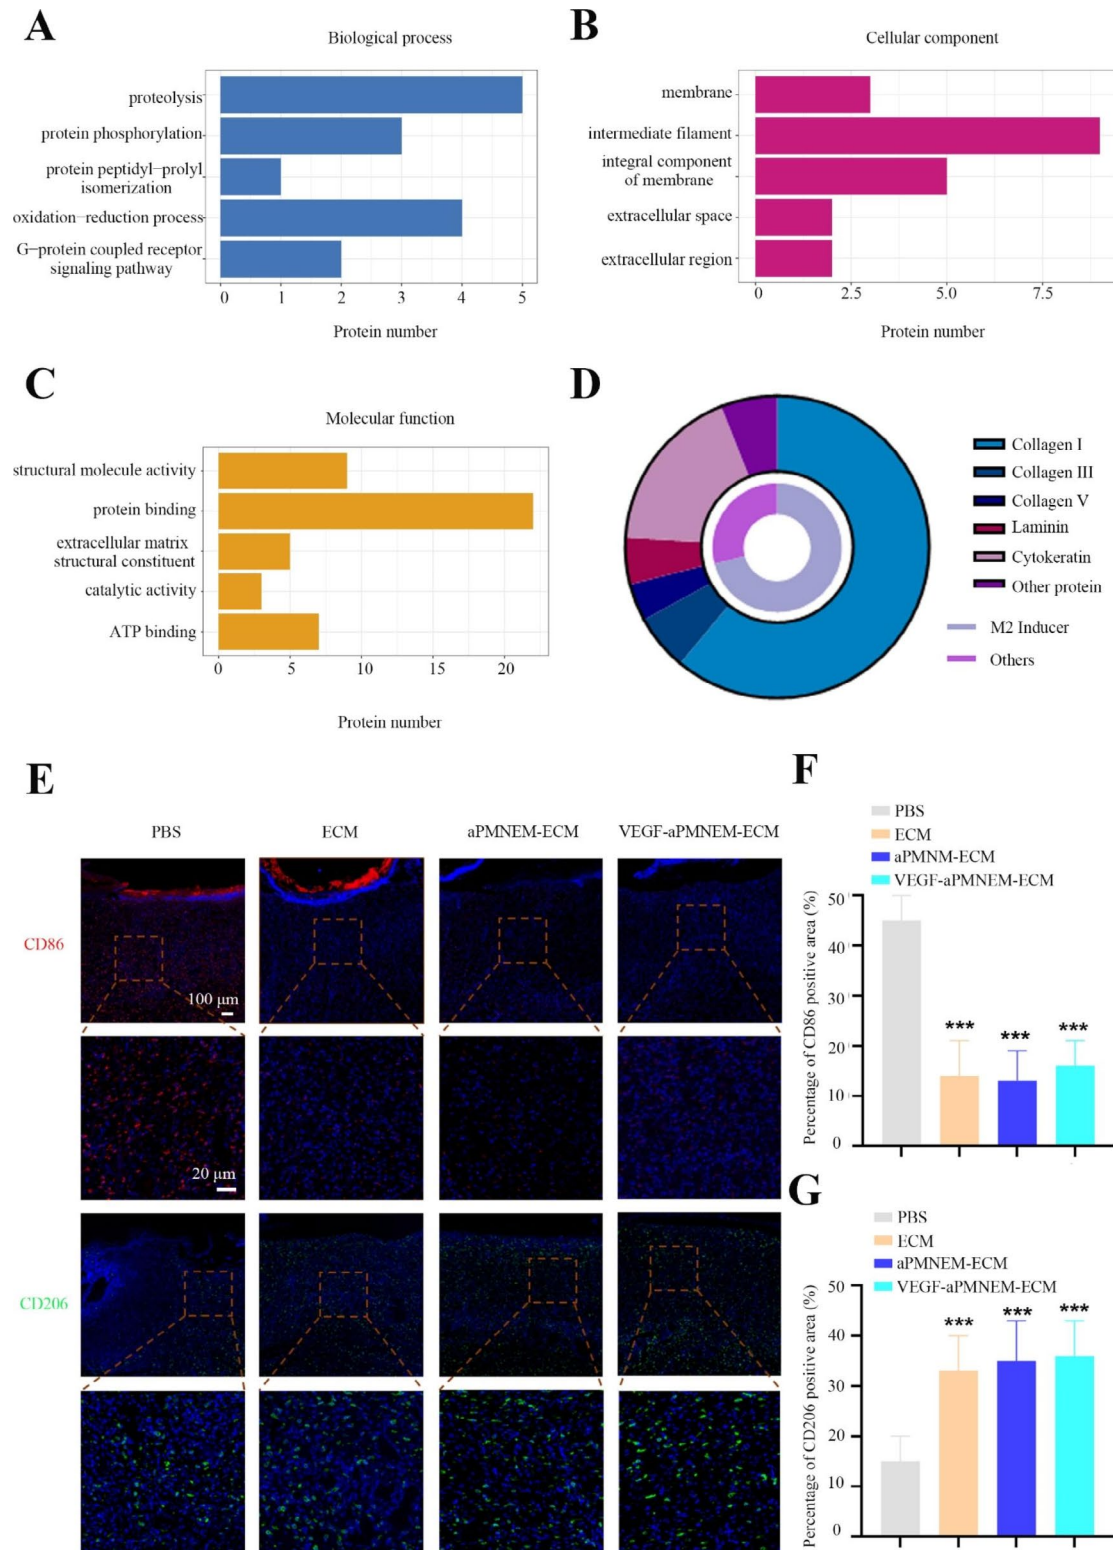 A
Biological process
proteolysis
protein phosphorylation
protein peptidyl-prolyl
isomerization
oxidation-reduction process
G-protein coupled receptor
signaling pathway
0 1 2 3 4 5
Protein number
B
Cellular component
membrane
intermediate filament
integral component
of membrane
extracellular space
extracellular region
0 2.5 5.0 7.5
Protein number
C
Molecular function
structural molecule activity
protein binding
extracellular matrix
structural constituent
catalytic activity
ATP binding
0 5 10 15 20
Protein number
D
Collagen I
Collagen III
Collagen V
Laminin
Cytokeratin
Other protein
M2 Inducer
Others
E
PBS ECM aPMNEM-ECM VEGF-aPMNEM-ECM
CD86
100 μm
20 μm
CD206
F
PBS
ECM
aPMNM-ECM
VEGF-aPMNEM-ECM
Percentage of CD86 positive area (%)
50
40
30
20
10
0
*** *** ***
G
PBS
ECM
aPMNEM-ECM
VEGF-aPMNEM-ECM
Percentage of CD206 positive area (%)
50
40
30
20
10
0
*** *** ***